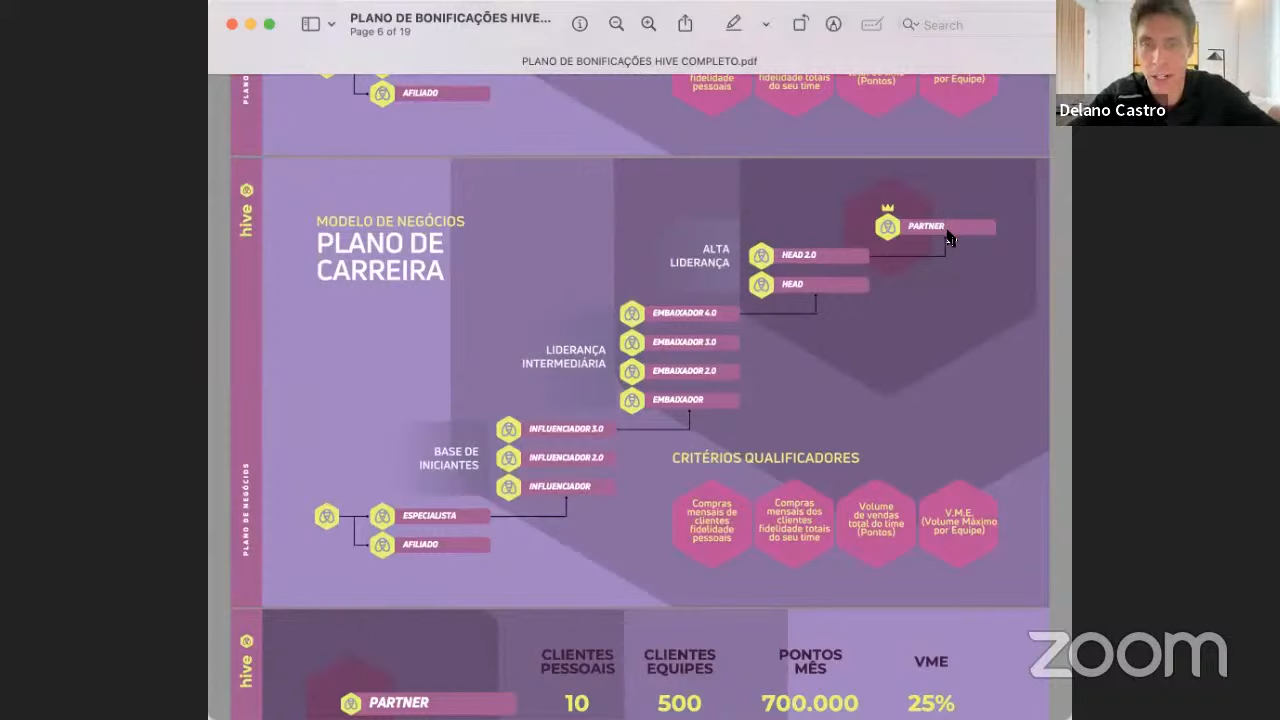 PLANO DE BONIFICAÇÕES HIVE...
Page 6 of 19
Search
PLANO DE BONIFICAÇÕES HIVE COMPLETO.pdf
Delano Castro
AFILIADO
fidelidade
pessoais
fidelidade totais
do seu time
(Pontos)
por Equipe)
hive
MODELO DE NEGÓCIOS
PLANO DE
CARREIRA
PARTNER
ALTA
LIDERANÇA
HEAD 2.0
HEAD
LIDERANÇA
INTERMEDIÁRIA
EMBAIXADOR 4.0
EMBAIXADOR 3.0
EMBAIXADOR 2.0
EMBAIXADOR
BASE DE
INICIANTES
INFLUENCIADOR 3.0
INFLUENCIADOR 2.0
INFLUENCIADOR
ESPECIALISTA
AFILIADO
CRITÉRIOS QUALIFICADORES
Compras
mensais de
clientes
fidelidade
pessoais
Compras
mensais dos
clientes
fidelidade totais
do seu time
Volume
de vendas
total do time
(Pontos)
V.M.E.
(Volume Máximo
por Equipe)
PLANO DE NEGÓCIOS
hive
CLIENTES
PESSOAIS
CLIENTES
EQUIPES
PONTOS
MÊS
VME
PARTNER
10
500
700.000
25%
zoom